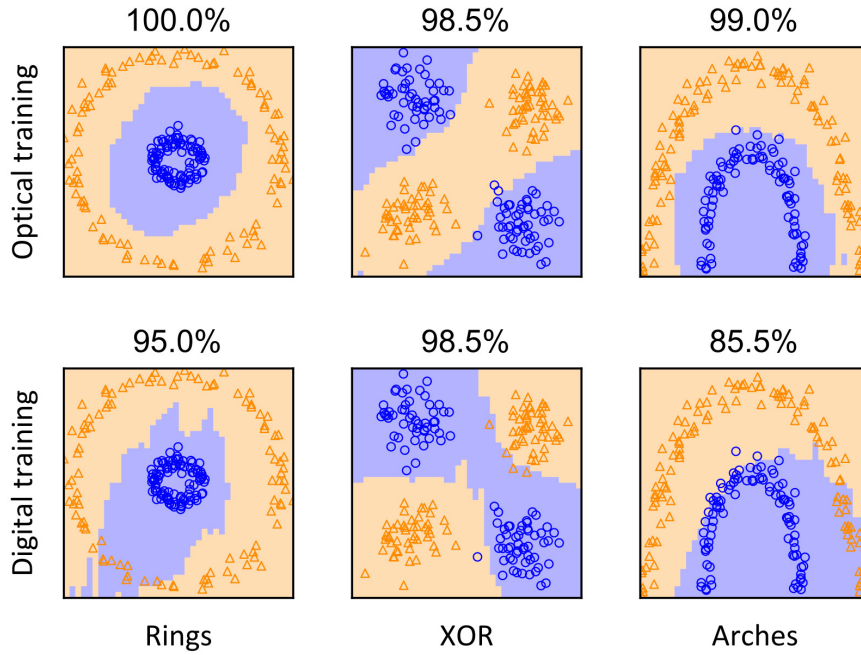 100.0% 98.5% 99.0%
Optical training
95.0% 98.5% 85.5%
Digital training
Rings XOR Arches